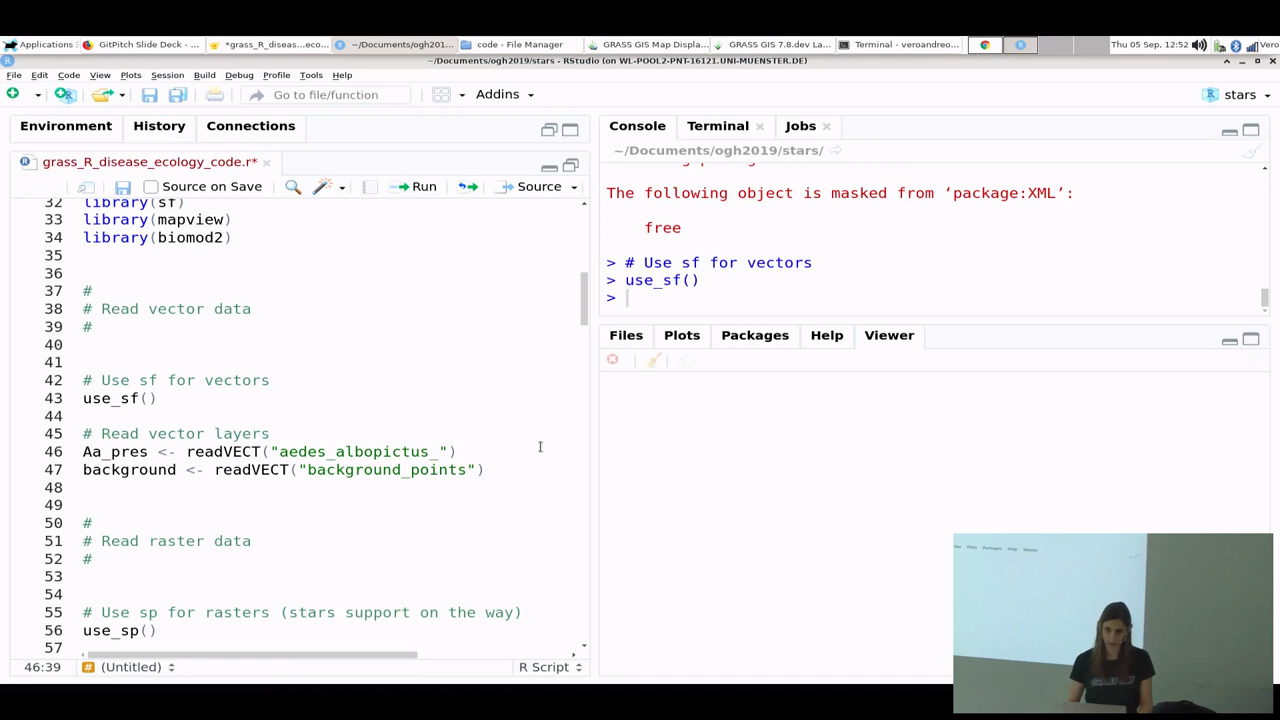 Applications
GitPitch Slide Deck - ...
*grass_R_diseas...eco...
~/Documents/ogh201...
code - File Manager
GRASS GIS Map Displa...
GRASS GIS 7.8.dev La...
Terminal - veroandreo...
Thu 05 Sep, 12:52
Vero
~/Documents/ogh2019/stars - RStudio (on WL-POOL2-PNT-16121.UNI-MUENSTER.DE)
File Edit Code View Plots Session Build Debug Profile Tools Help
Go to file/function
Addins
stars
Environment History Connections
grass_R_disease_ecology_code.r*
Source on Save
Run
Source
32 library(sf)
33 library(mapview)
34 library(biomod2)
35
36
37 #
38 # Read vector data
39 #
40
41
42 # Use sf for vectors
43 use_sf()
44
45 # Read vector layers
46 Aa_pres <- readVECT("aedes_albopictus_")
47 background <- readVECT("background_points")
48
49
50 #
51 # Read raster data
52 #
53
54
55 # Use sp for rasters (stars support on the way)
56 use_sp()
57
46:39
(Untitled)
R Script
Console Terminal Jobs
~/Documents/ogh2019/stars/
The following object is masked from ‘package:XML’:
free
> # Use sf for vectors
> use_sf()
>
Files Plots Packages Help Viewer
Plots Packages Help Viewer